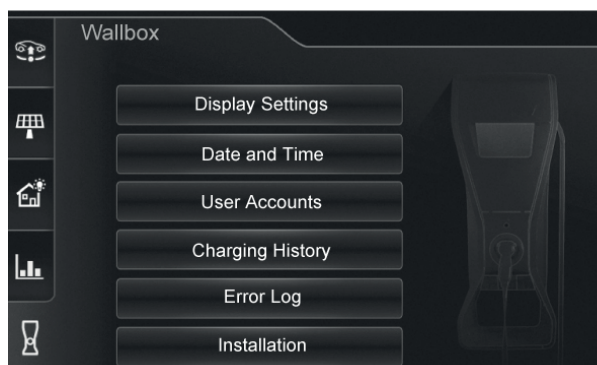 Wallbox
Display Settings
Date and Time
User Accounts
Charging History
Error Log
Installation